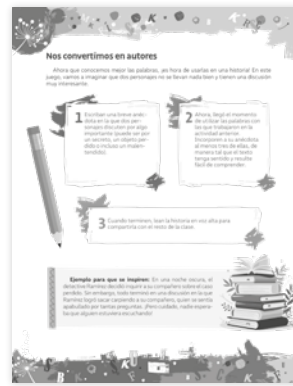 Nos convertimos en autores
Ahora que conocemos mejor las palabras, ¡es hora de usarlas en una historia! En este
juego, vamos a imaginar que dos personajes no se llevan nada bien y tienen una discusión
muy interesante.
1 Escriban una breve anéc-
dota en la que dos per-
sonajes discuten por algo
importante (puede ser por
un secreto, un objeto per-
dido o incluso un malen-
tendido).
2 Ahora, llegó el momento
de utilizar las palabras con
las que trabajaron en la
actividad anterior.
Incorporen a su anécdota
al menos tres de ellas, de
manera tal que el texto
tenga sentido y resulte
fácil de comprender.
3 Cuando terminen, lean la historia en voz alta para
compartirla con el resto de la clase.
Ejemplo para que se inspiren: En una noche oscura, el
detective Ramírez decidió inquirir a su compañero sobre el caso
perdido. Sin embargo, todo terminó en una discusión en la que
Ramírez logró sacar carpiendo a su compañero, quien se sentía
apabullado por tantas preguntas. ¡Pero cuidado, nadie espera-
ba que alguien estuviera escuchando!